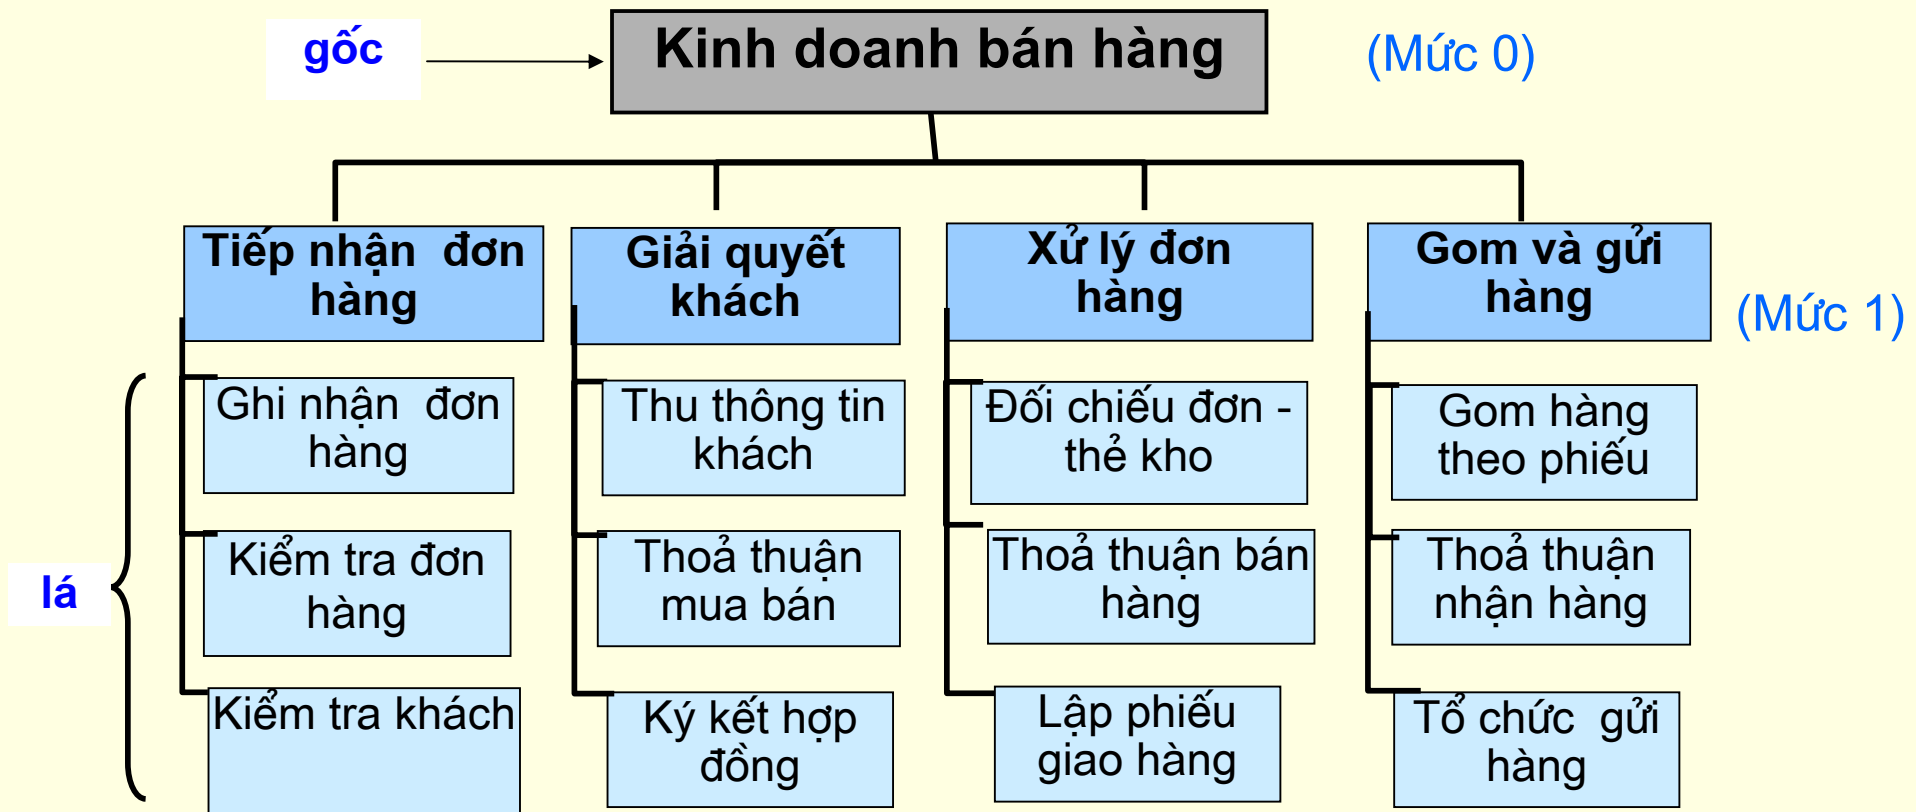 gốc
Kinh doanh bán hàng
(Mức 0)
Tiếp nhận đơn
hàng
Giải quyết
khách
Xử lý đơn
hàng
Gom và gửi
hàng
(Mức 1)
lá
Ghi nhận đơn
hàng
Thu thông tin
khách
Đối chiếu đơn -
thẻ kho
Gom hàng
theo phiếu
Kiểm tra đơn
hàng
Thoả thuận
mua bán
Thoả thuận bán
hàng
Thoả thuận
nhận hàng
Kiểm tra khách
Ký kết hợp
đồng
Lập phiếu
giao hàng
Tổ chức gửi
hàng